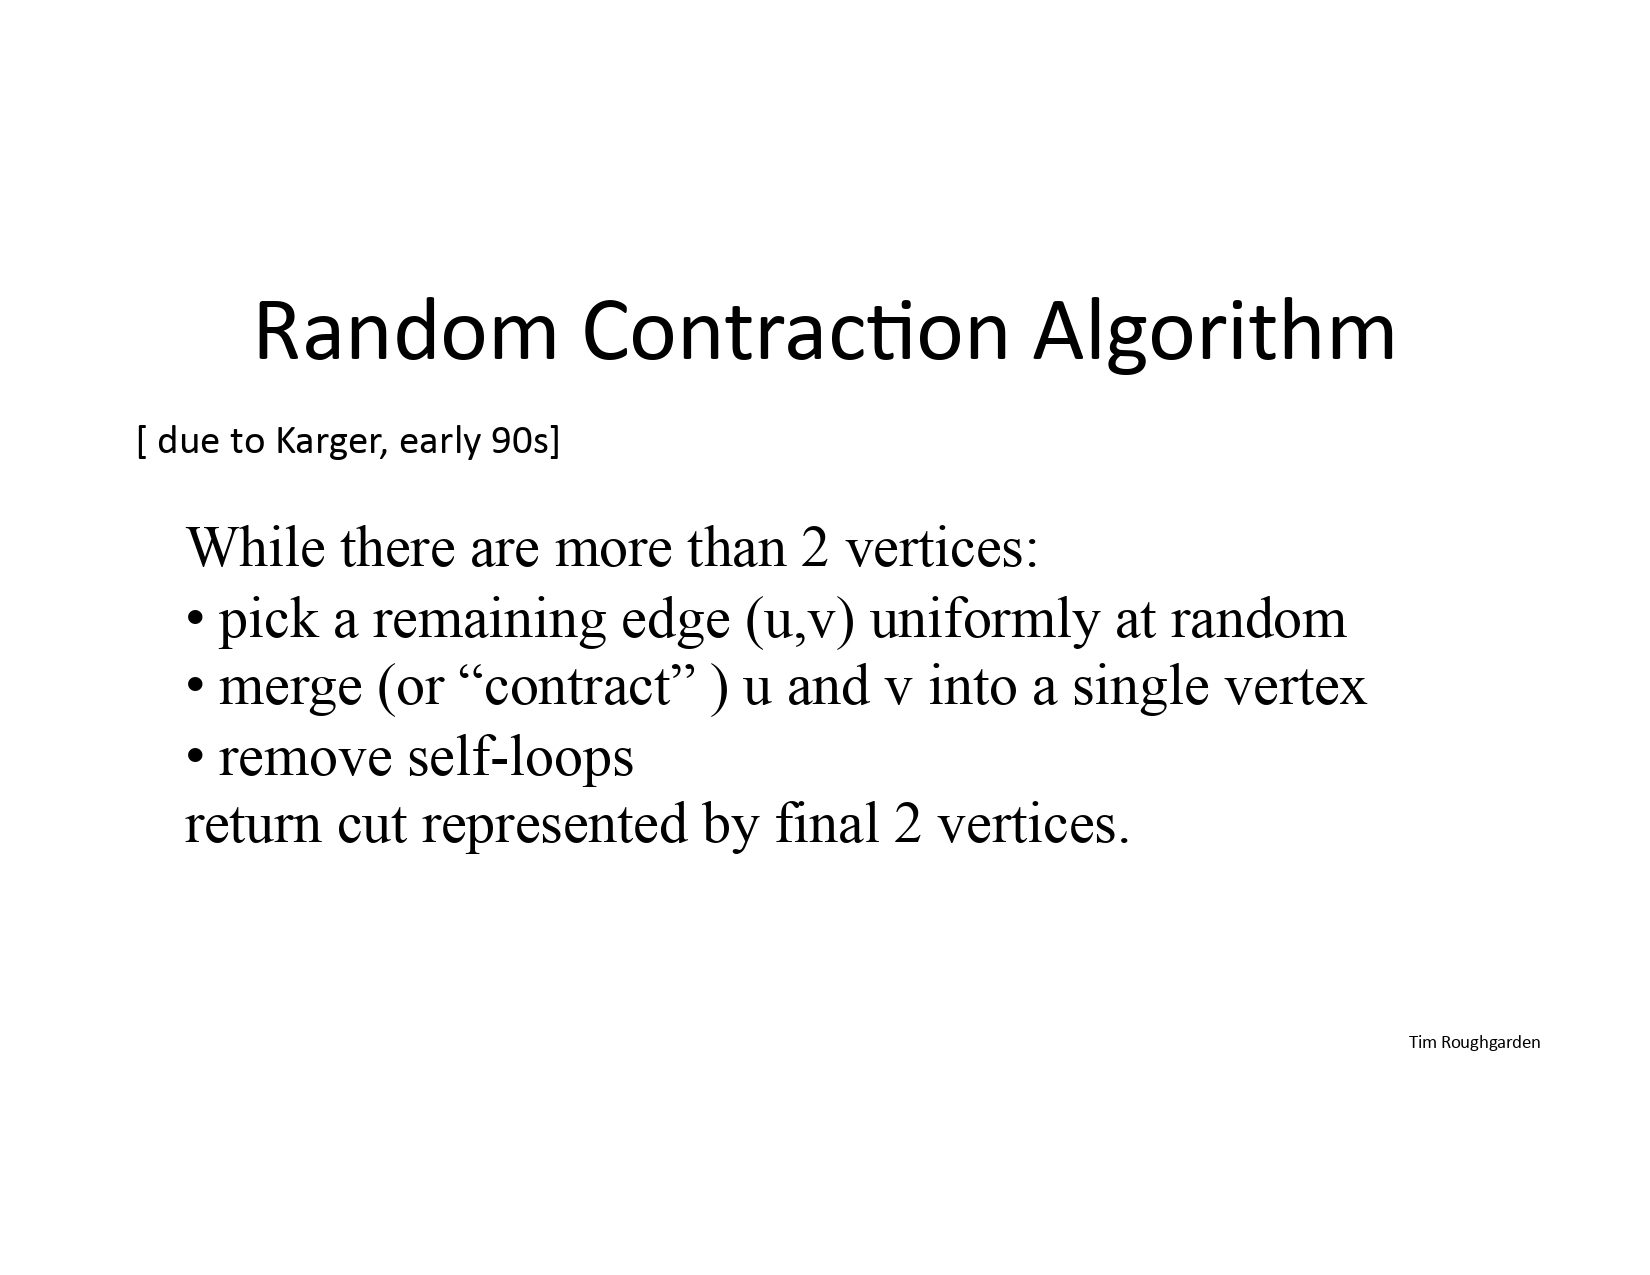 Random Contraction Algorithm
[ due to Karger, early 90s]
While there are more than 2 vertices:
• pick a remaining edge (u,v) uniformly at random
• merge (or “contract” ) u and v into a single vertex
• remove self-loops
return cut represented by final 2 vertices.
Tim Roughgarden